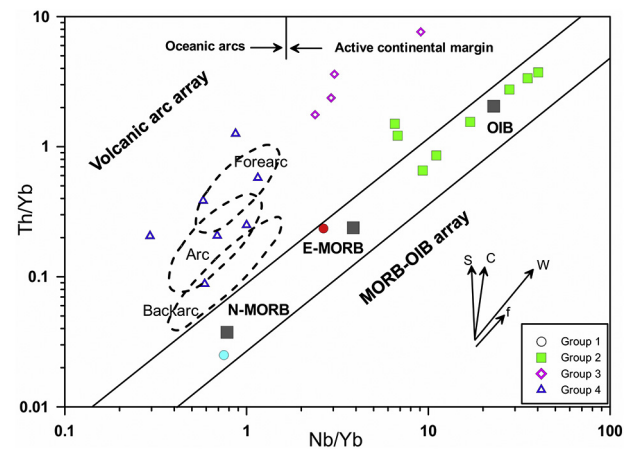 10
Oceanic arcs
Active continental margin
Volcanic arc array
OIB
1
Forearc
Th/Yb
Arc
E-MORB
MORB-OIB array
S
C
W
0.1
Backarc
N-MORB
f
Group 1
Group 2
Group 3
Group 4
0.01
0.1
1
10
100
Nb/Yb